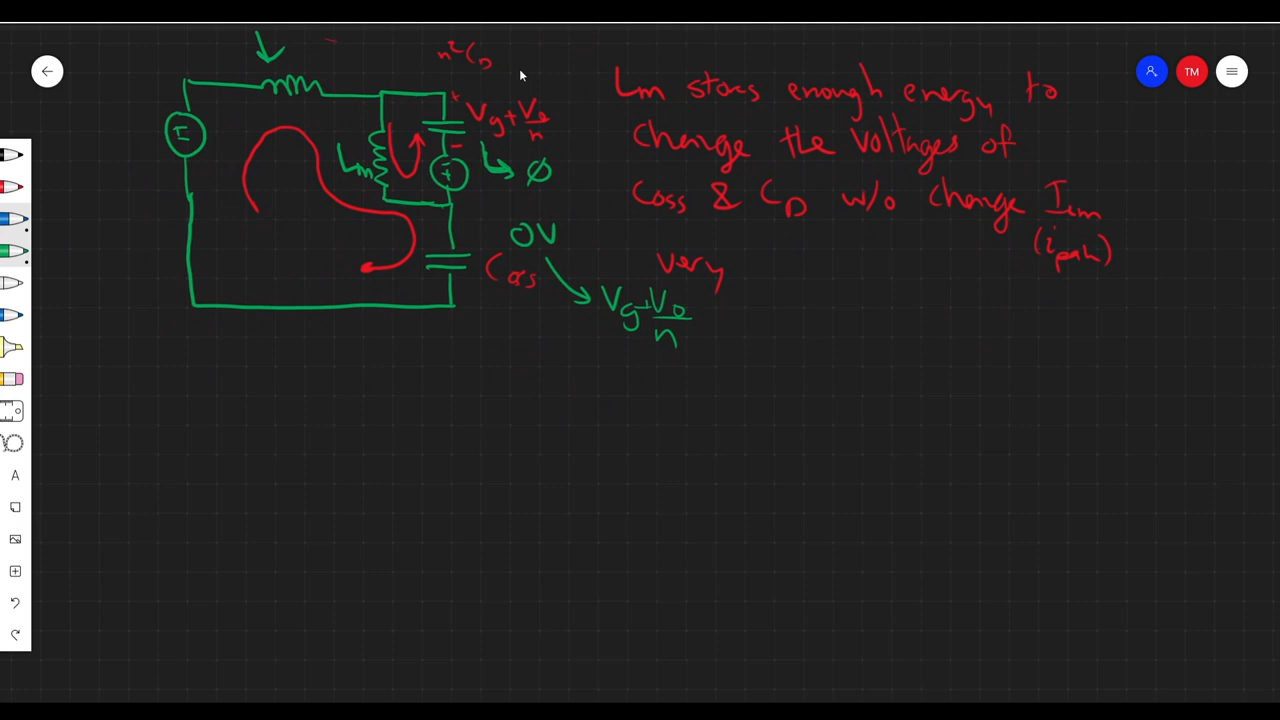 n²C_D
+
Vg + Vo/n
-
→ Ø
Lm
+
0V
Coss
Vg + Vo/n
very
Lm stores enough energy to
change the voltages of
Coss & C_D w/o change I_Lm
(i_peak)
TM
A